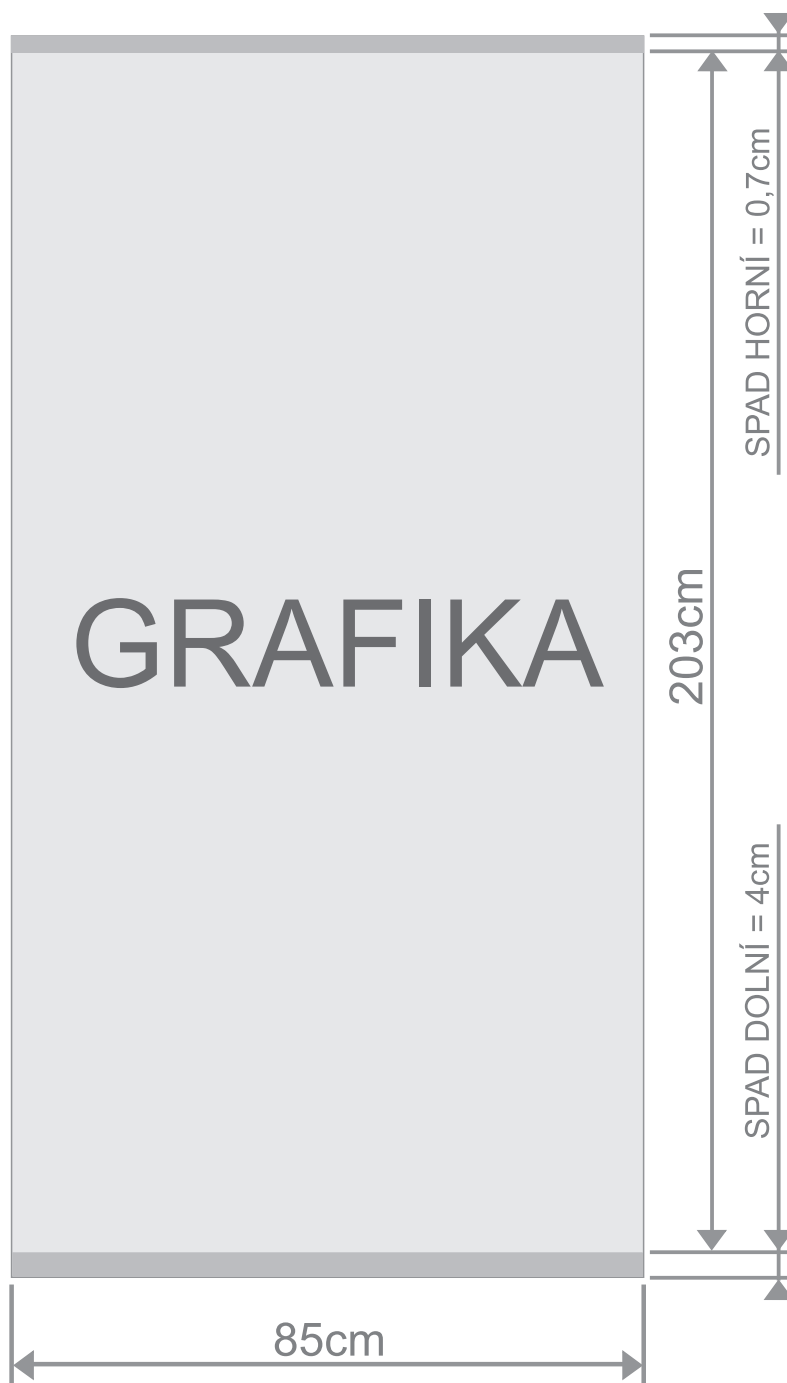 SPAD HORNÍ = 0,7cm
GRAFIKA
203cm
SPAD DOLNÍ = 4cm
85cm